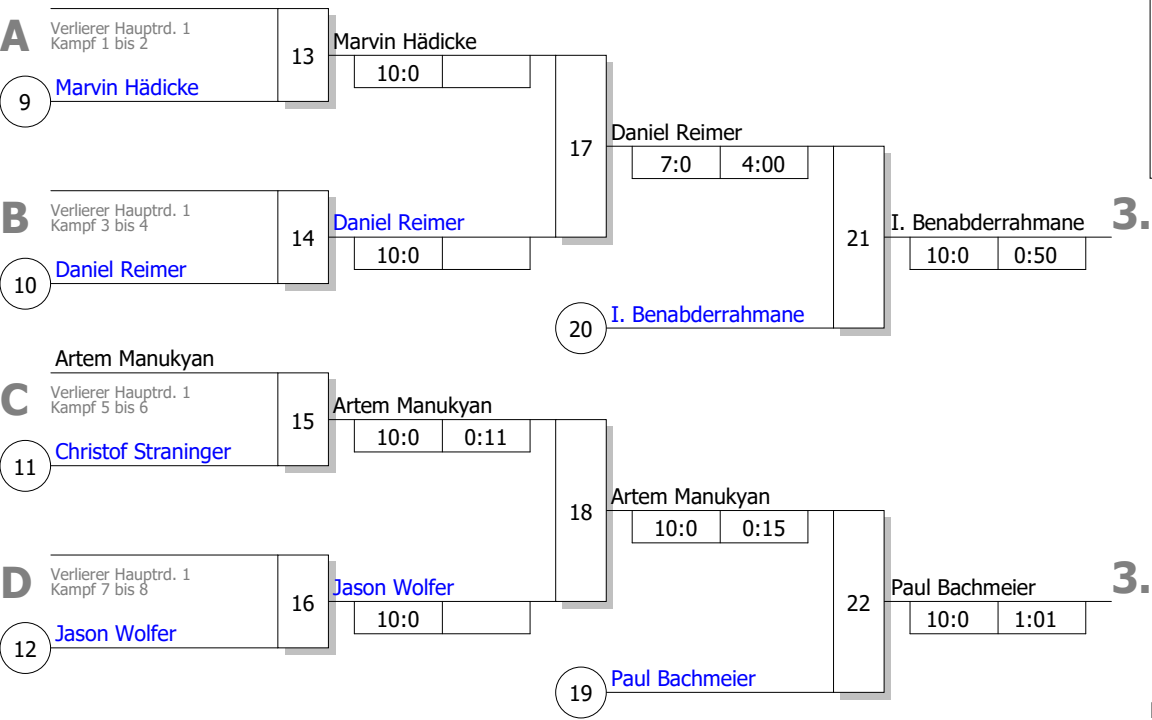 A
Verlierer Hauptrd. 1
Kampf 1 bis 2
9
Marvin Hädicke
13
Marvin Hädicke
10:0
B
Verlierer Hauptrd. 1
Kampf 3 bis 4
10
Daniel Reimer
14
Daniel Reimer
10:0
17
Daniel Reimer
7:0 4:00
20
I. Benabderrahmane
21
I. Benabderrahmane
10:0 0:50
3.
Artem Manukyan
C
Verlierer Hauptrd. 1
Kampf 5 bis 6
11
Christof Straninger
15
Artem Manukyan
10:0 0:11
D
Verlierer Hauptrd. 1
Kampf 7 bis 8
12
Jason Wolfer
16
Jason Wolfer
10:0
18
Artem Manukyan
10:0 0:15
19
Paul Bachmeier
22
Paul Bachmeier
10:0 1:01
3.